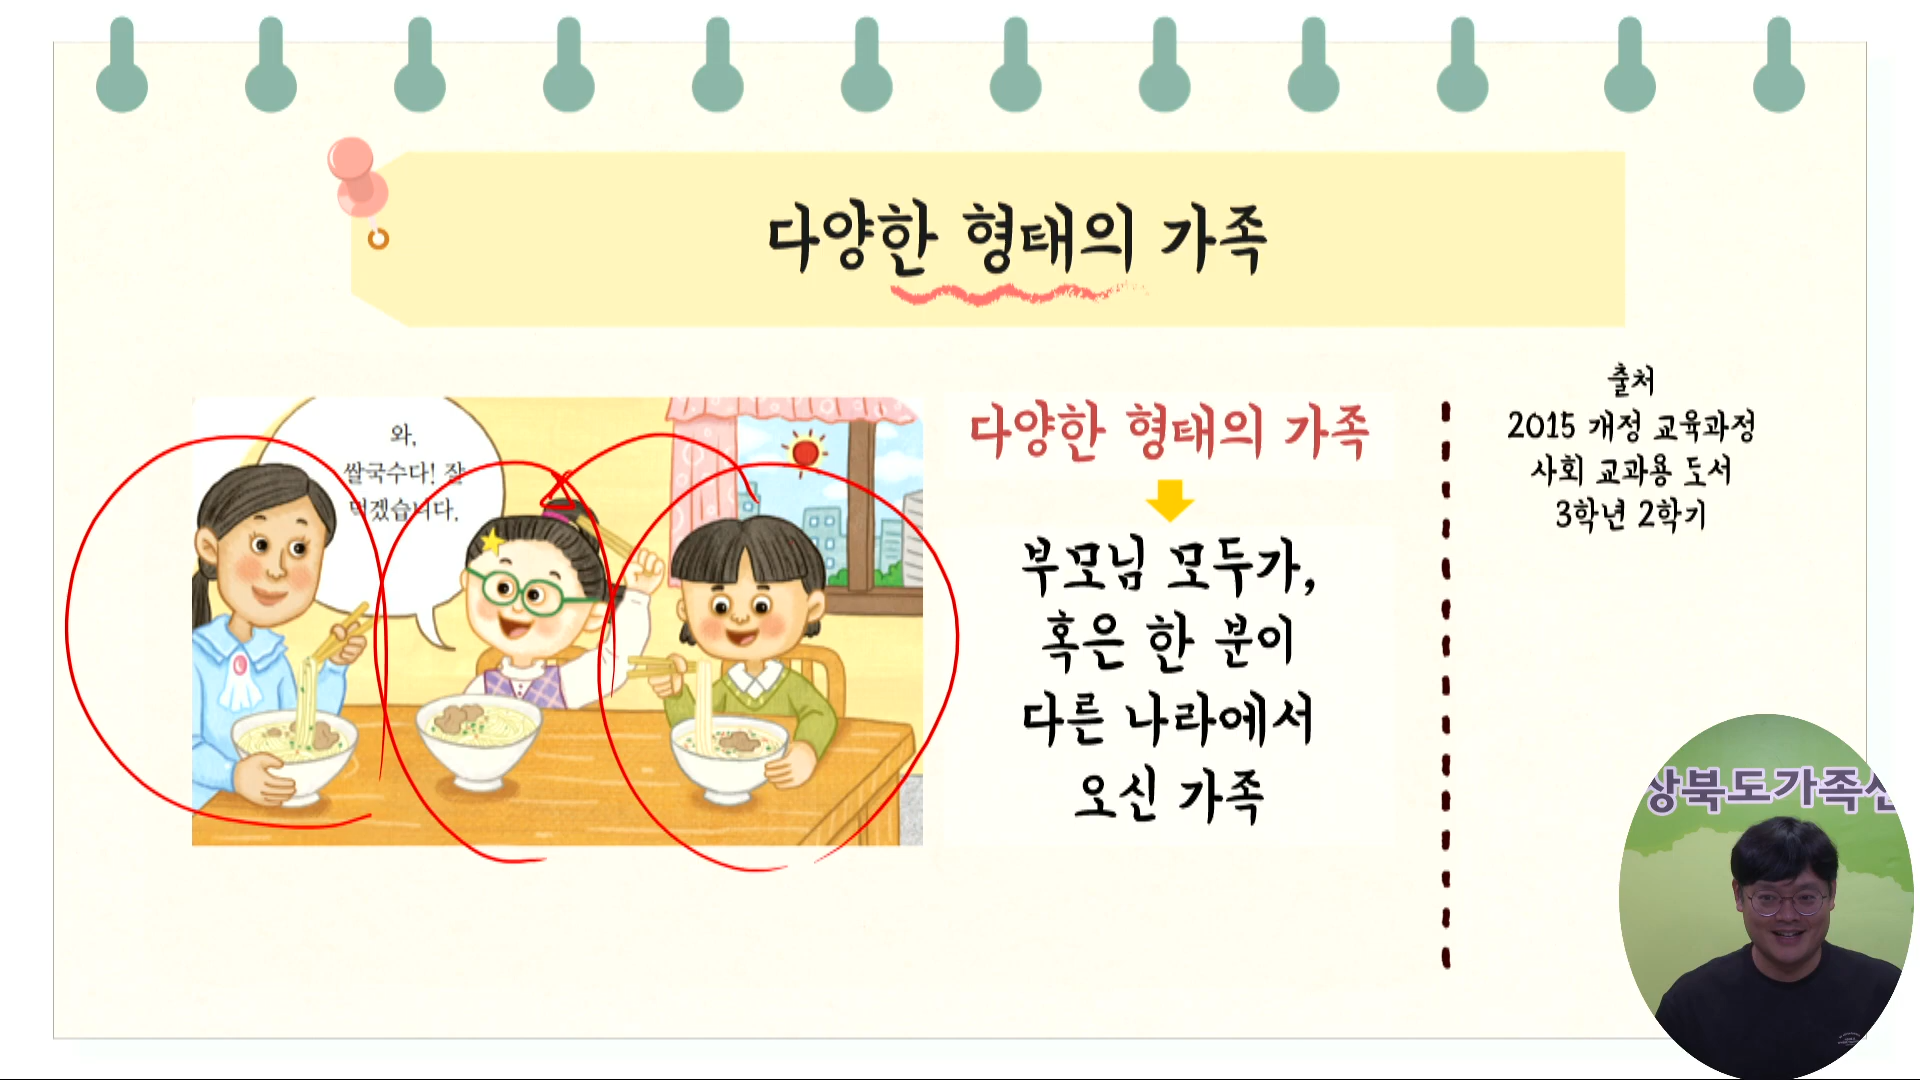 다양한 형태의 가족
와,
쌀국수다! 잘
먹겠습니다.
다양한 형태의 가족
부모님 모두가,
혹은 한 분이
다른 나라에서
오신 가족
출처
2015 개정 교육과정
사회 교과용 도서
3학년 2학기
상북도가족센